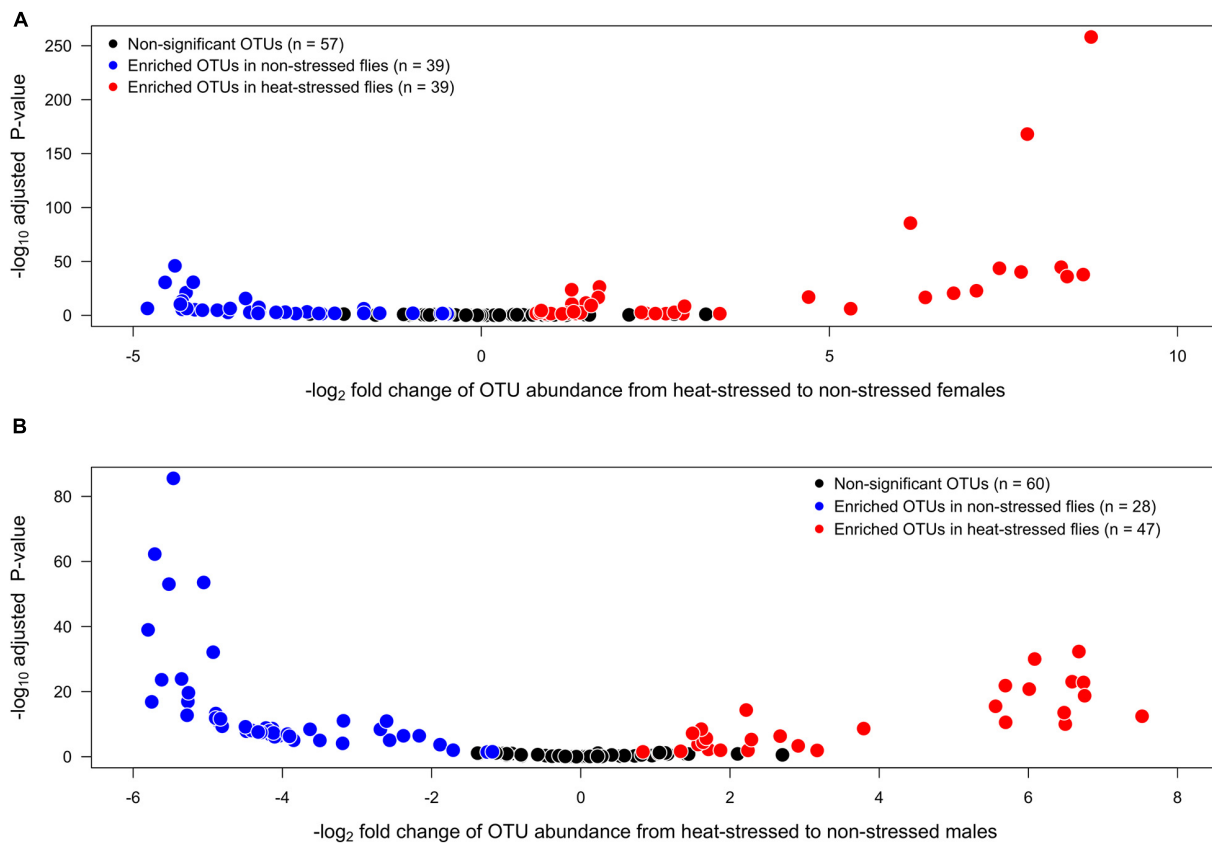 A
Non-significant OTUs (n = 57)
Enriched OTUs in non-stressed flies (n = 39)
Enriched OTUs in heat-stressed flies (n = 39)
-log10 adjusted P-value
250
200
150
100
50
0
-5 0 5 10
-log2 fold change of OTU abundance from heat-stressed to non-stressed females
B
Non-significant OTUs (n = 60)
Enriched OTUs in non-stressed flies (n = 28)
Enriched OTUs in heat-stressed flies (n = 47)
-log10 adjusted P-value
80
60
40
20
0
-6 -4 -2 0 2 4 6 8
-log2 fold change of OTU abundance from heat-stressed to non-stressed males